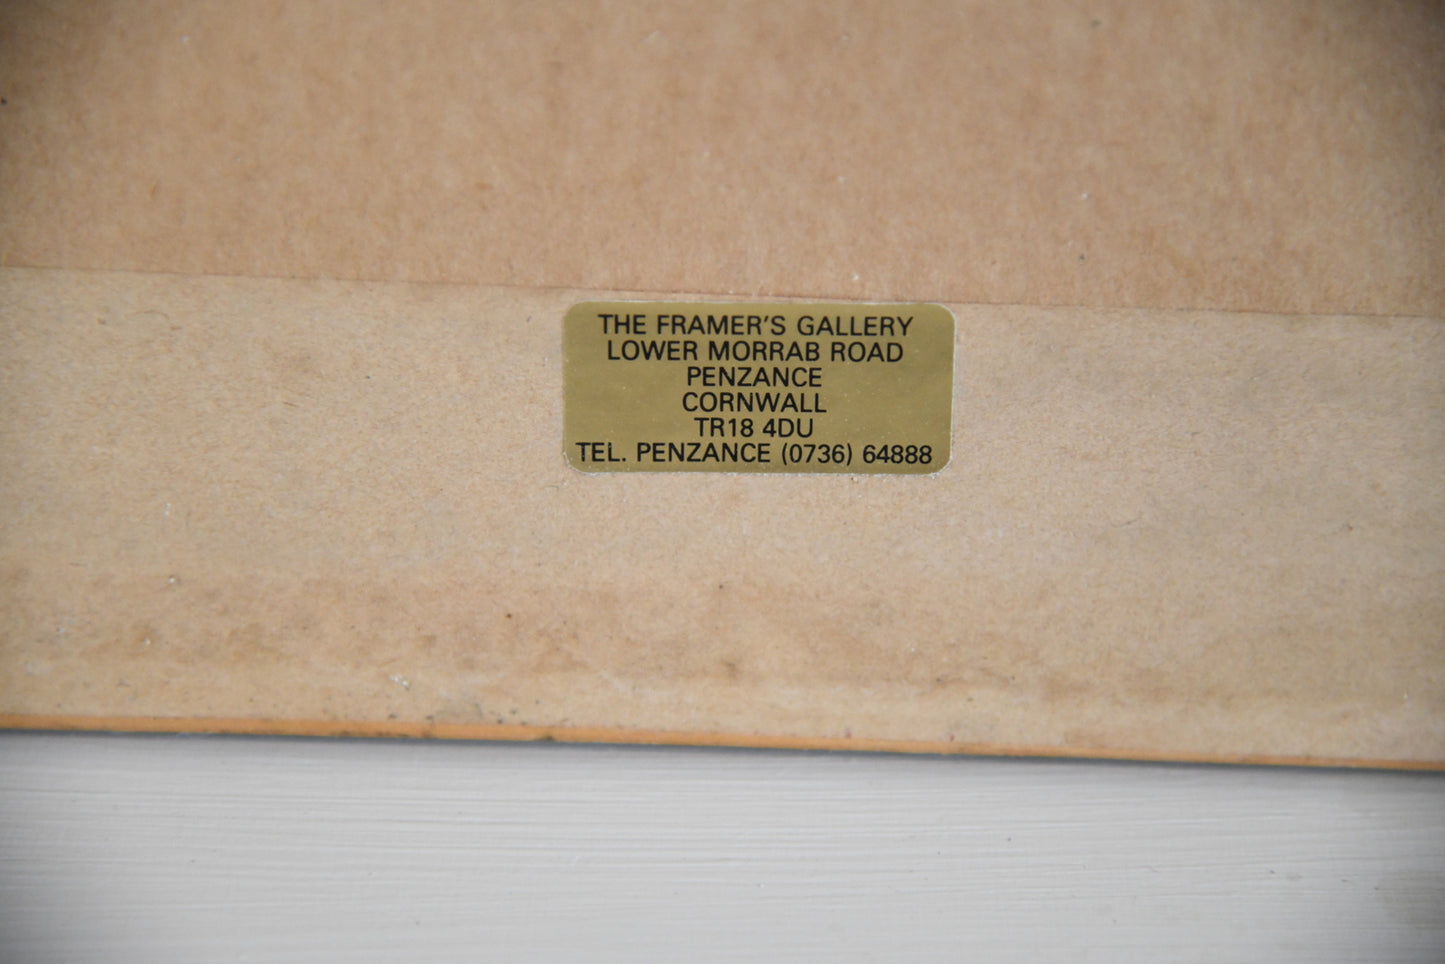 THE FRAMER'S GALLERY
LOWER MORRAB ROAD
PENZANCE
CORNWALL
TR18 4DU
TEL. PENZANCE (0736) 64888